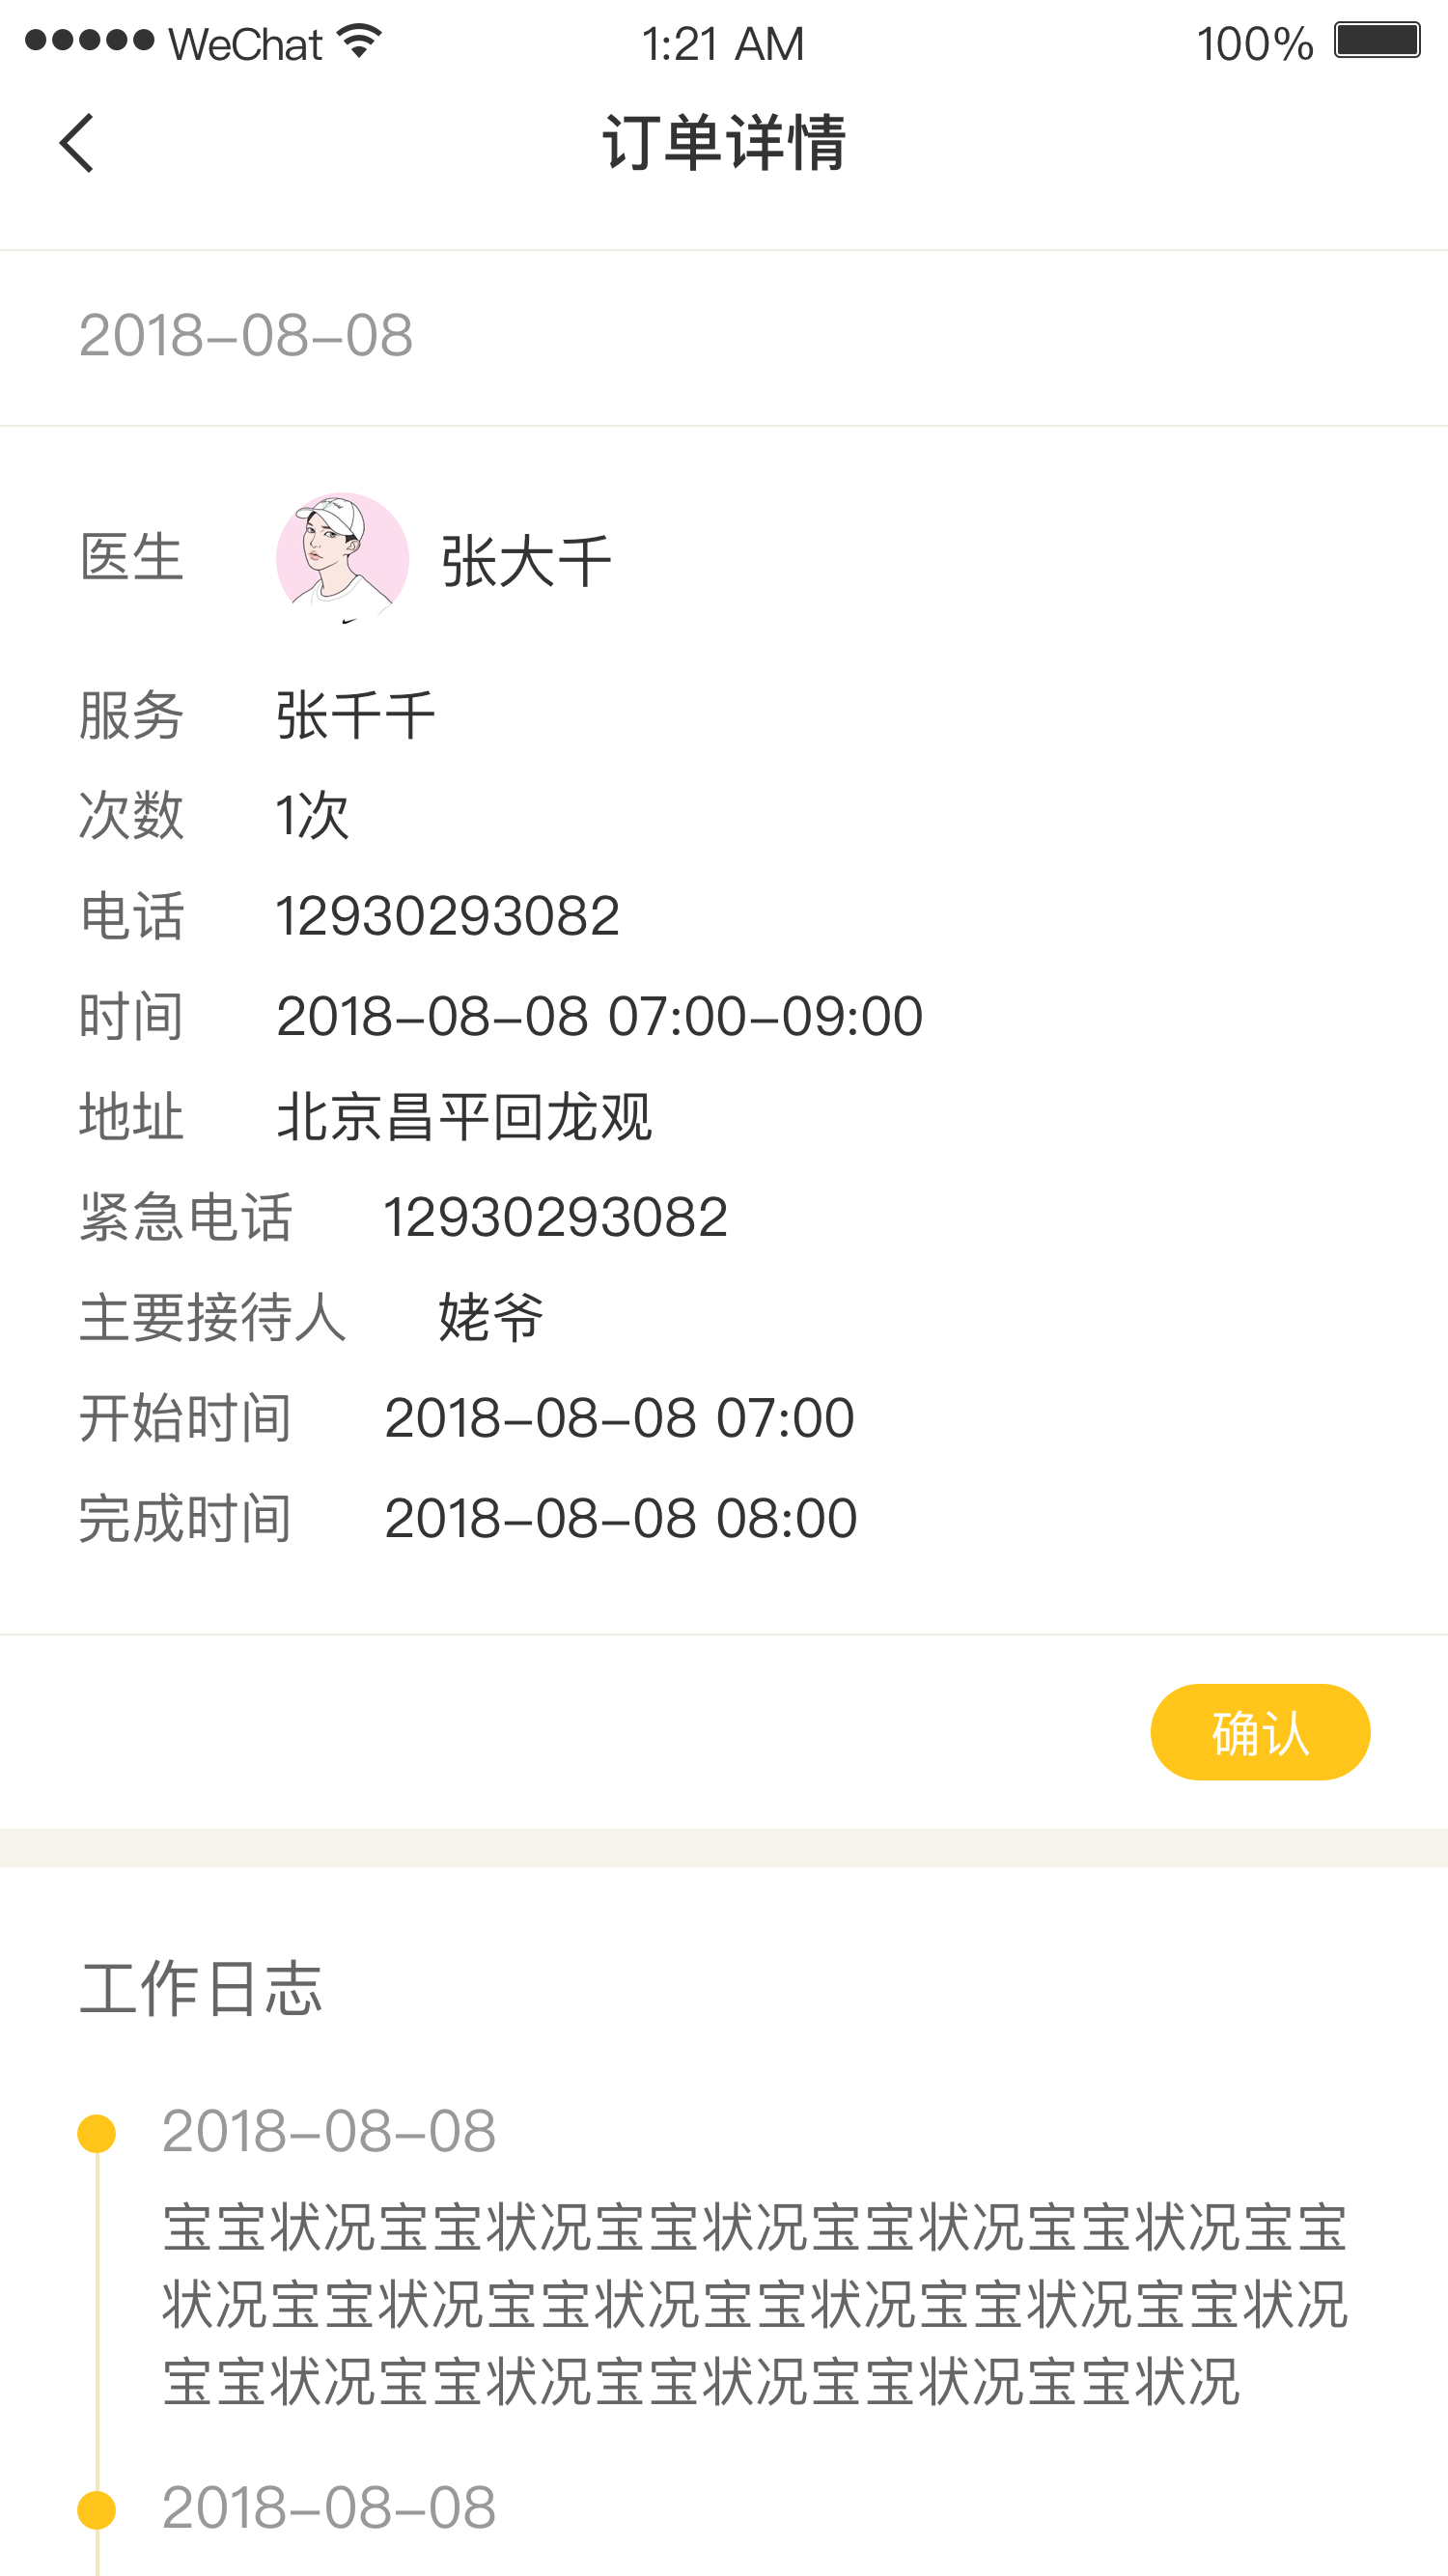 WeChat 1:21 AM 100%
订单详情
2018-08-08
医生 张大千
服务 张千千
次数 1次
电话 12930293082
时间 2018-08-08 07:00-09:00
地址 北京昌平回龙观
紧急电话 12930293082
主要接待人 姥爷
开始时间 2018-08-08 07:00
完成时间 2018-08-08 08:00
确认
工作日志
2018-08-08
宝宝状况宝宝状况宝宝状况宝宝状况宝宝状况宝宝
状况宝宝状况宝宝状况宝宝状况宝宝状况宝宝状况
宝宝状况宝宝状况宝宝状况宝宝状况宝宝状况
2018-08-08